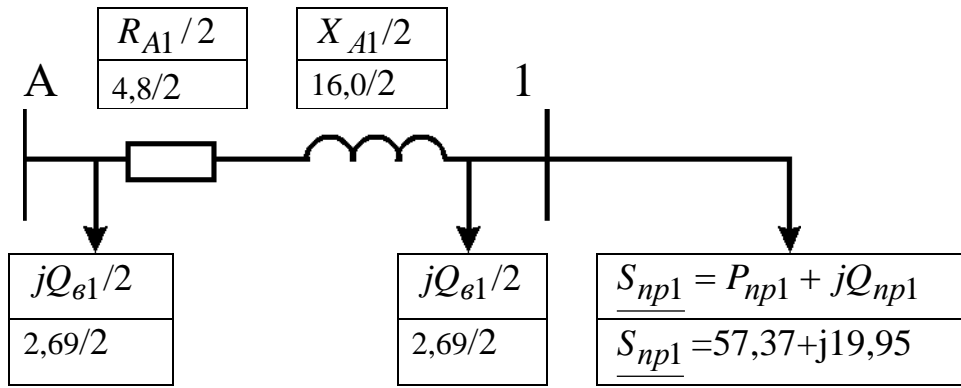 R_A1 / 2
X_A1 / 2
4,8/2
16,0/2
A
1
jQ_в1 / 2
jQ_в1 / 2
S_пр1 = P_пр1 + jQ_пр1
2,69/2
2,69/2
S_пр1 =57,37+j19,95